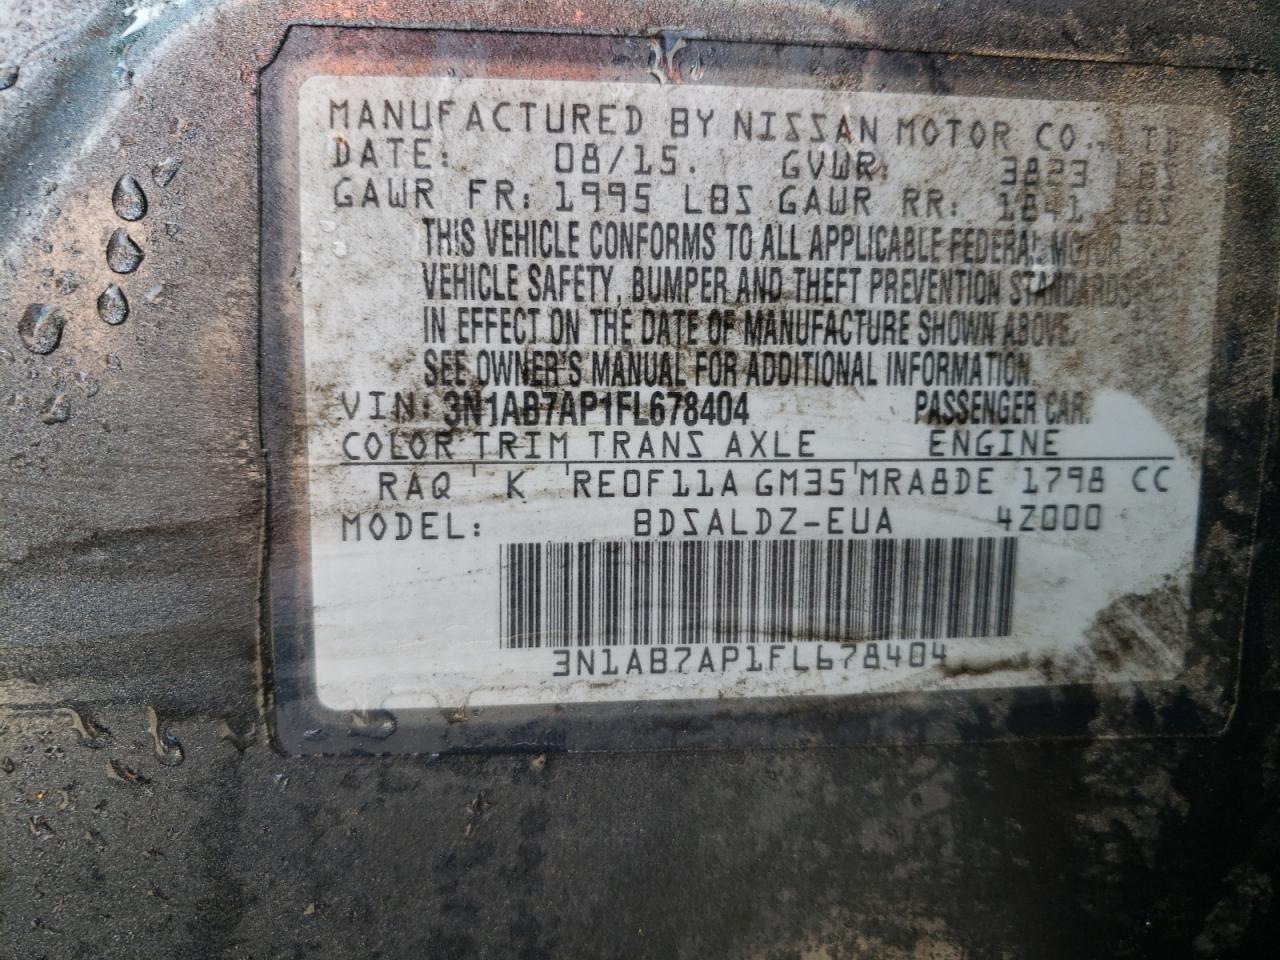 MANUFACTURED BY NISSAN MOTOR CO., LTD
DATE: 08/15. GVWR: 3823 LBS
GAWR FR: 1995 LBS GAWR RR: 1841 LBS
THIS VEHICLE CONFORMS TO ALL APPLICABLE FEDERAL MOTOR
VEHICLE SAFETY, BUMPER AND THEFT PREVENTION STANDARDS
IN EFFECT ON THE DATE OF MANUFACTURE SHOWN ABOVE.
SEE OWNER'S MANUAL FOR ADDITIONAL INFORMATION.
VIN: 3N1AB7AP1FL678404 PASSENGER CAR.
COLOR TRIM TRANS AXLE ENGINE
RAQ K RE0F11A GM35 MRA8DE 1798 CC
MODEL: BDSALDZ-EUA 4Z000
3N1AB7AP1FL678404